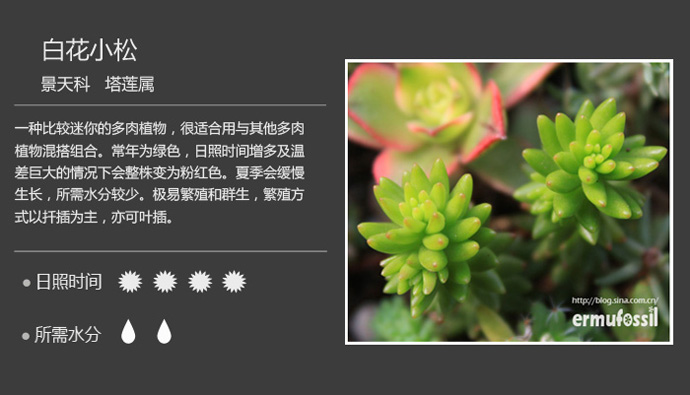 白花小松
景天科 塔莲属
一种比较迷你的多肉植物，很适合用与其他多肉
植物混搭组合。常年为绿色，日照时间增多及温
差巨大的情况下会整株变为粉红色。夏季会缓慢
生长，所需水分较少。极易繁殖和群生，繁殖方
式以扦插为主，亦可叶插。
日照时间
所需水分
http://blog.sina.com.cn/
ermufossil